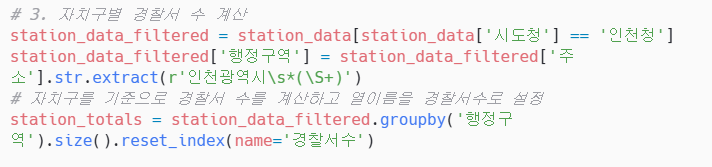 # 3. 자치구별 경찰서 수 계산
station_data_filtered = station_data[station_data['시도청'] == '인천청']
station_data_filtered['행정구역'] = station_data_filtered['주
소'].str.extract(r'인천광역시\s*(\S+)')
# 자치구를 기준으로 경찰서 수를 계산하고 열이름을 경찰서수로 설정
station_totals = station_data_filtered.groupby('행정구
역').size().reset_index(name='경찰서수')